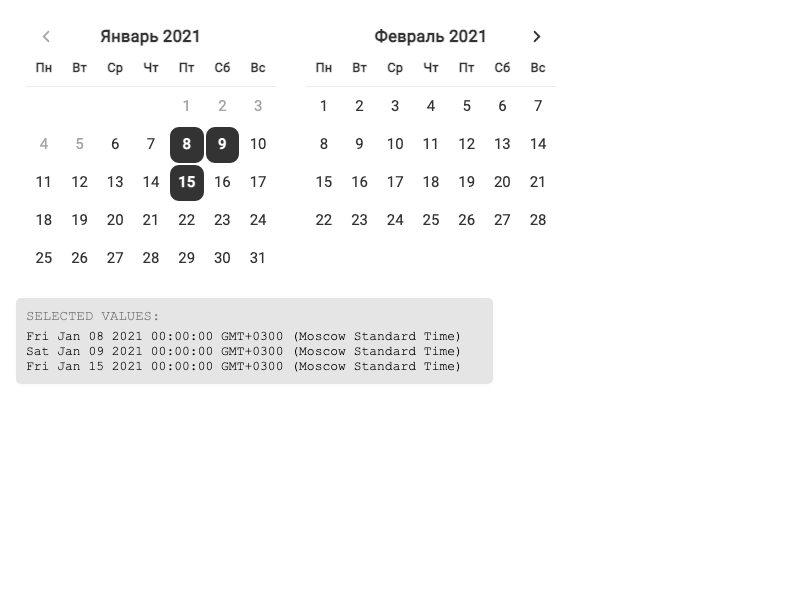 Январь 2021
Пн Вт Ср Чт Пт Сб Вс
1 2 3
4 5 6 7 8 9 10
11 12 13 14 15 16 17
18 19 20 21 22 23 24
25 26 27 28 29 30 31
Февраль 2021
Пн Вт Ср Чт Пт Сб Вс
1 2 3 4 5 6 7
8 9 10 11 12 13 14
15 16 17 18 19 20 21
22 23 24 25 26 27 28
SELECTED VALUES:
Fri Jan 08 2021 00:00:00 GMT+0300 (Moscow Standard Time)
Sat Jan 09 2021 00:00:00 GMT+0300 (Moscow Standard Time)
Fri Jan 15 2021 00:00:00 GMT+0300 (Moscow Standard Time)